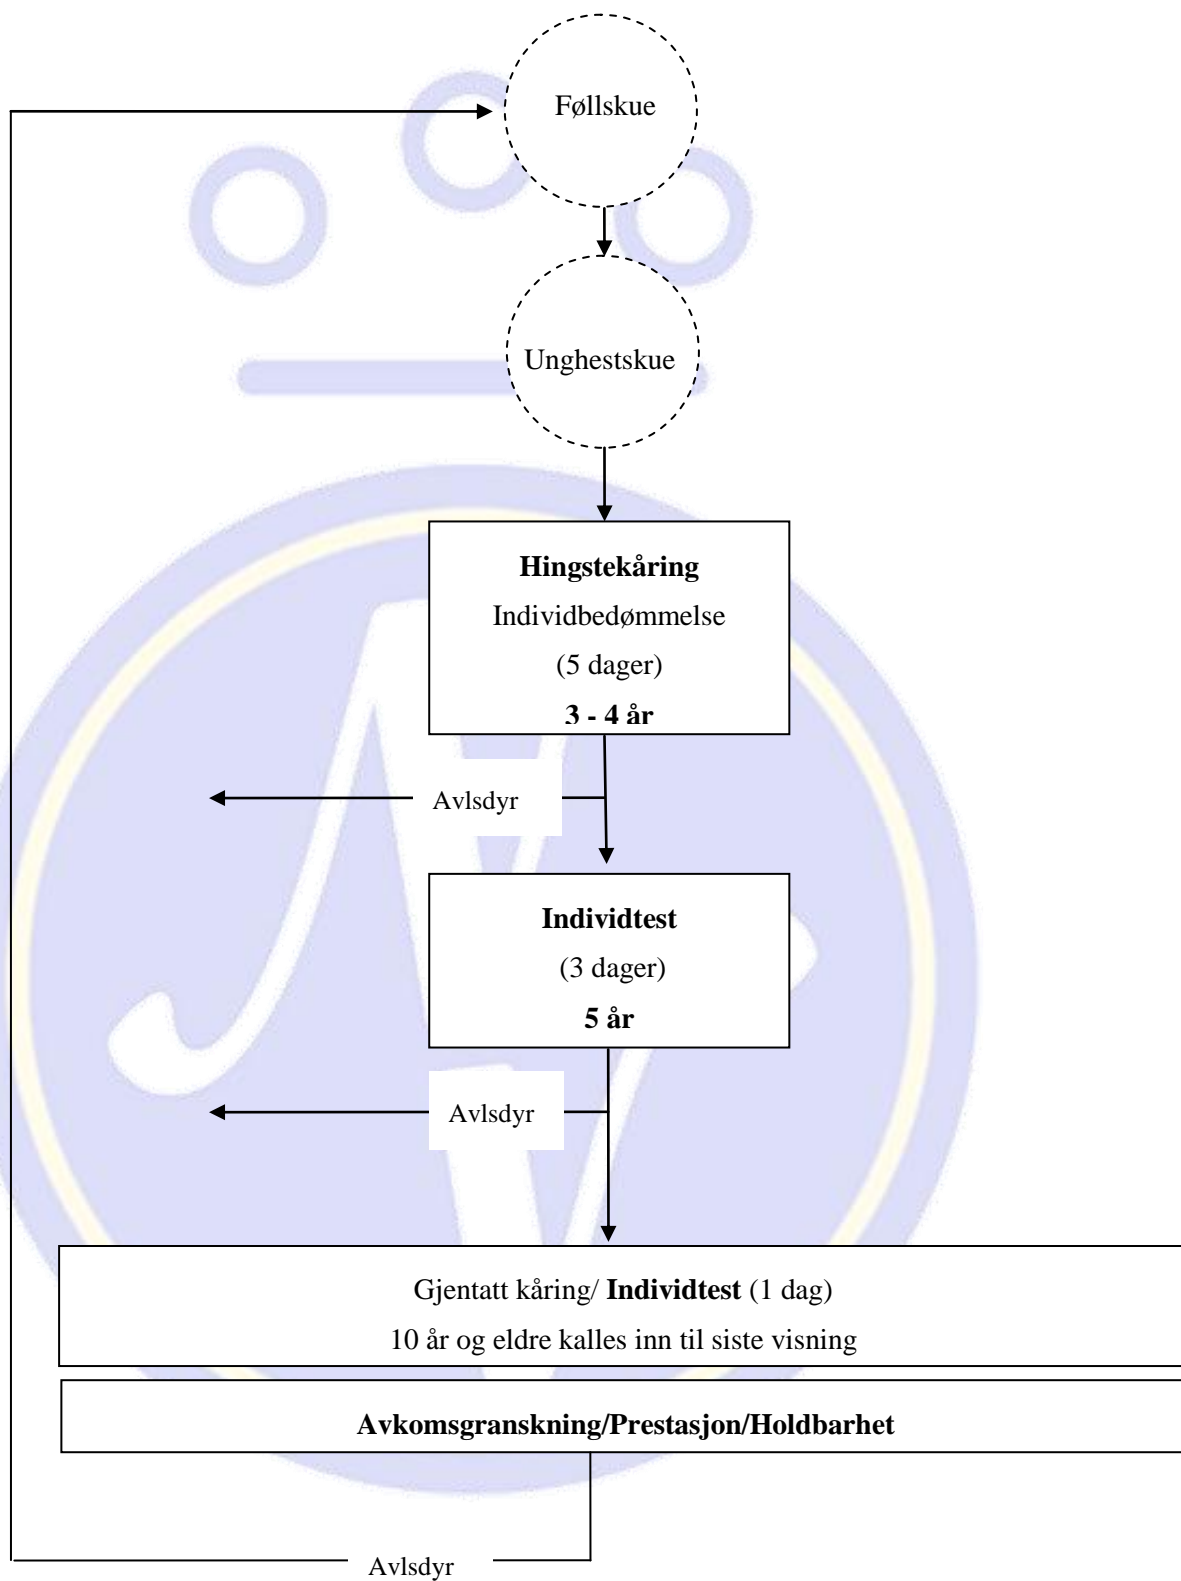 Føllskue
Unghestskue
Hingstekåring
Individbedømmelse
(5 dager)
3 - 4 år
Avlsdyr
Individtest
(3 dager)
5 år
Avlsdyr
Gjentatt kåring/ Individtest (1 dag)
10 år og eldre kalles inn til siste visning
Avkomsgranskning/Prestasjon/Holdbarhet
Avlsdyr